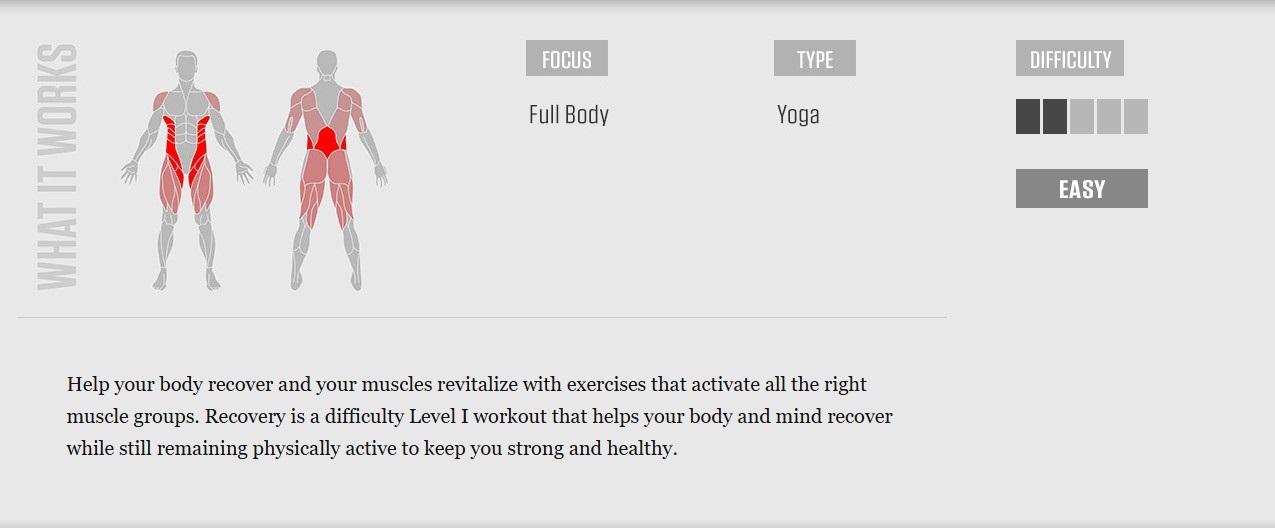 WHAT IT WORKS
FOCUS
Full Body
TYPE
Yoga
DIFFICULTY
EASY
Help your body recover and your muscles revitalize with exercises that activate all the right
muscle groups. Recovery is a difficulty Level I workout that helps your body and mind recover
while still remaining physically active to keep you strong and healthy.